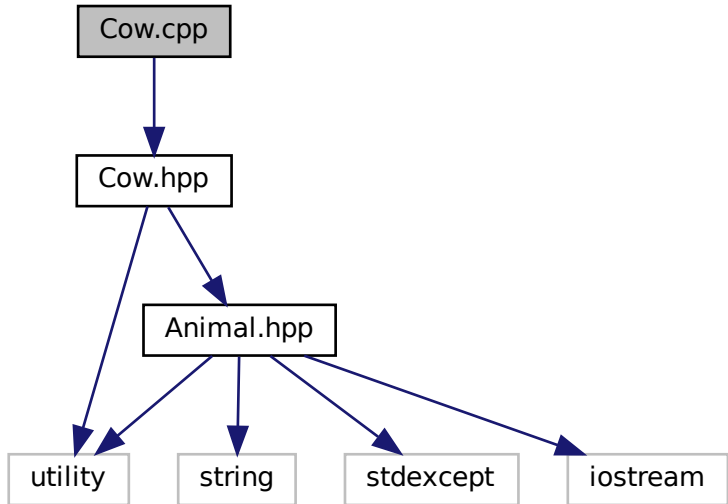 Cow.cpp
Cow.hpp
Animal.hpp
utility
string
stdexcept
iostream